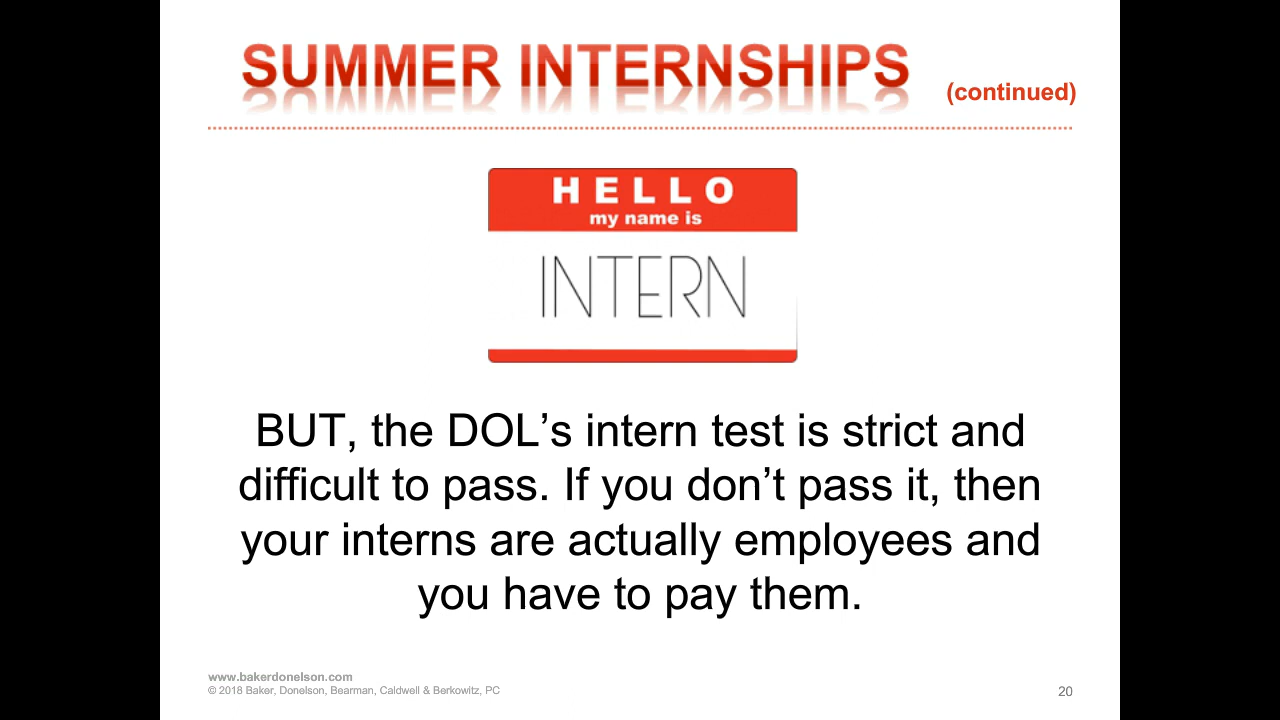 SUMMER INTERNSHIPS (continued)
HELLO
my name is
INTERN
BUT, the DOL’s intern test is strict and
difficult to pass. If you don’t pass it, then
your interns are actually employees and
you have to pay them.
www.bakerdonelson.com
© 2018 Baker, Donelson, Bearman, Caldwell & Berkowitz, PC
20